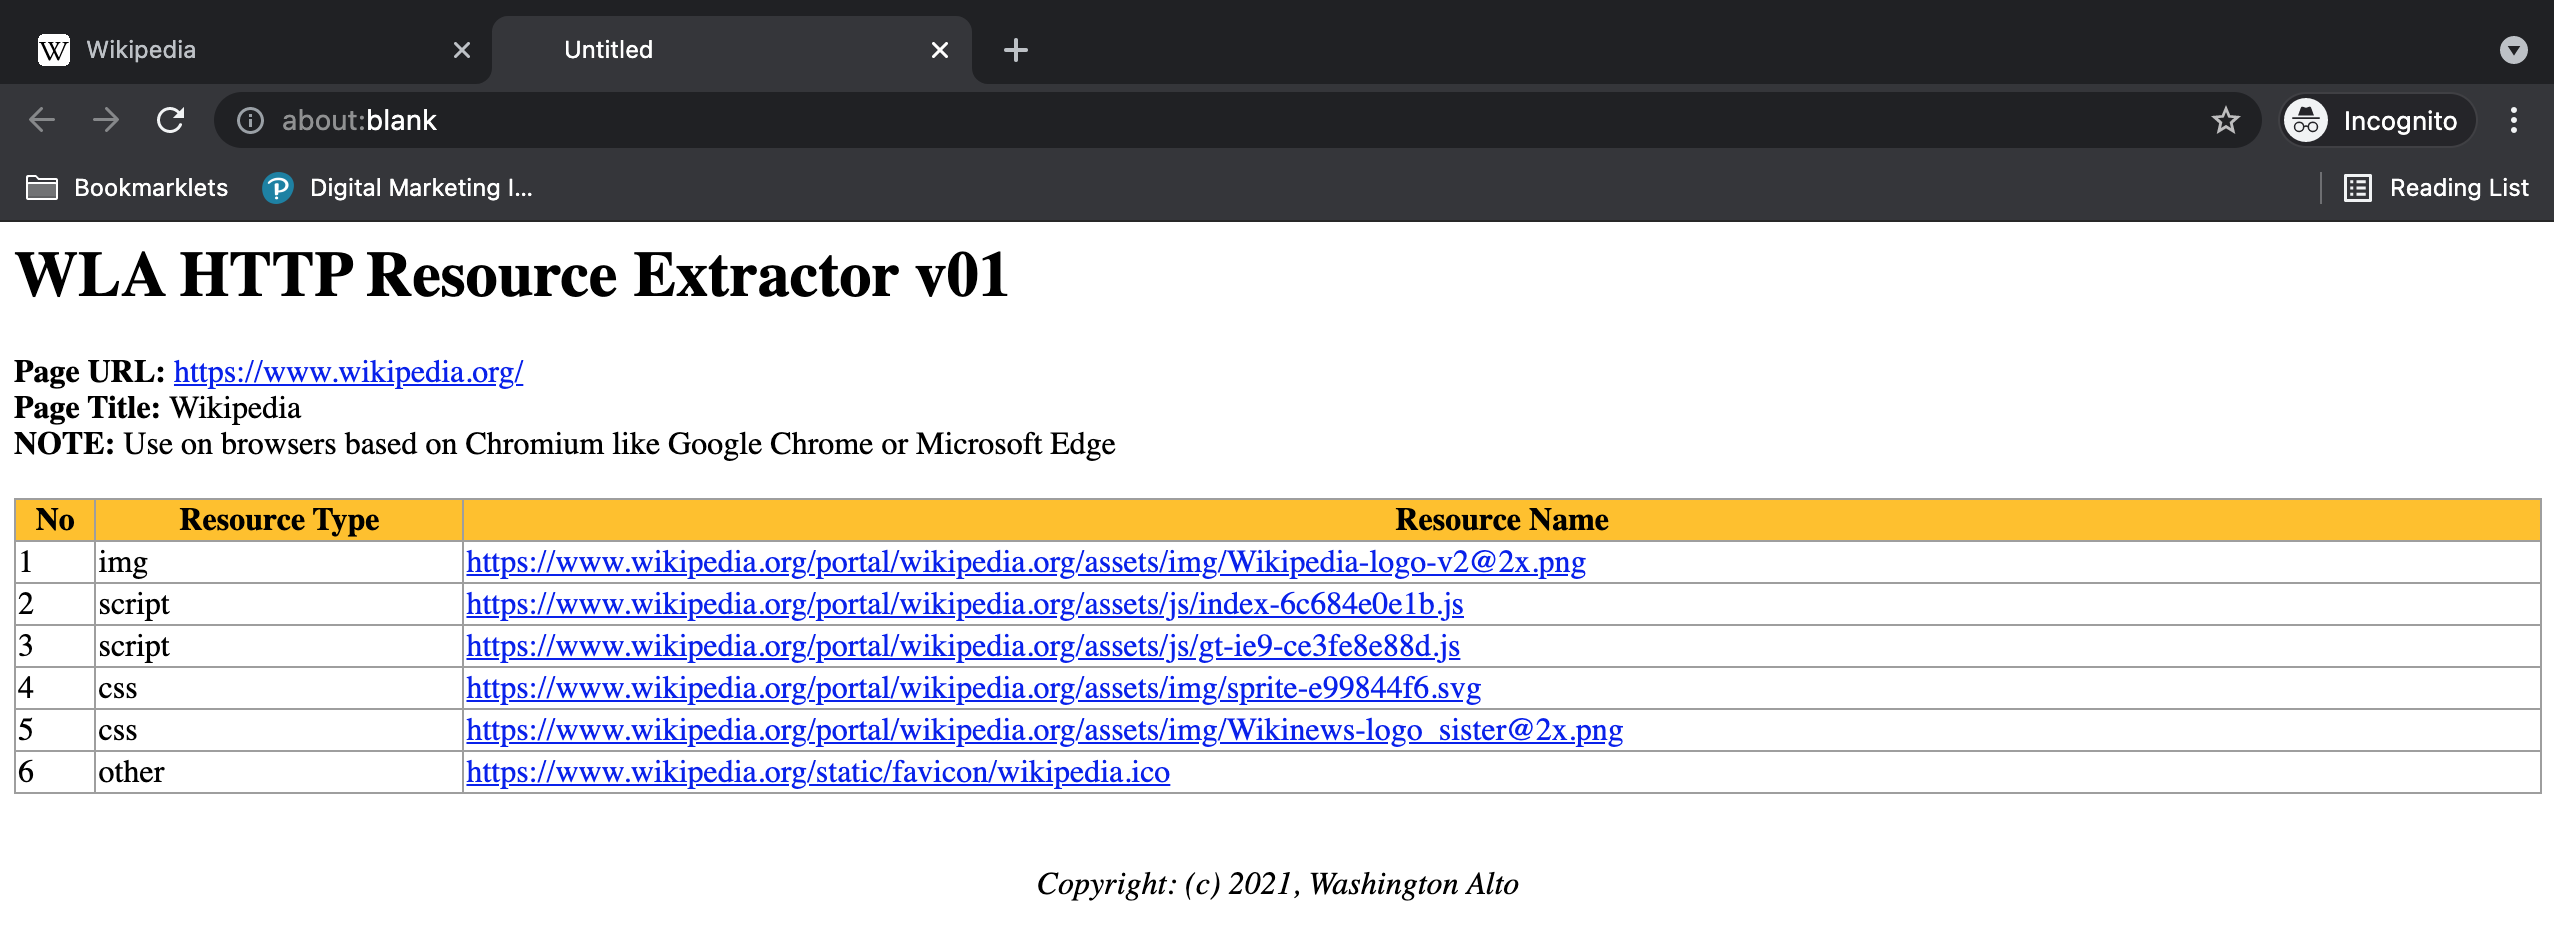 W Wikipedia Untitled
about:blank Incognito
Bookmarklets Digital Marketing I... Reading List
WLA HTTP Resource Extractor v01
Page URL: https://www.wikipedia.org/
Page Title: Wikipedia
NOTE: Use on browsers based on Chromium like Google Chrome or Microsoft Edge
No Resource Type Resource Name
1 img https://www.wikipedia.org/portal/wikipedia.org/assets/img/Wikipedia-logo-v2@2x.png
2 script https://www.wikipedia.org/portal/wikipedia.org/assets/js/index-6c684e0e1b.js
3 script https://www.wikipedia.org/portal/wikipedia.org/assets/js/gt-ie9-ce3fe8e88d.js
4 css https://www.wikipedia.org/portal/wikipedia.org/assets/img/sprite-e99844f6.svg
5 css https://www.wikipedia.org/portal/wikipedia.org/assets/img/Wikinews-logo_sister@2x.png
6 other https://www.wikipedia.org/static/favicon/wikipedia.ico
Copyright: (c) 2021, Washington Alto